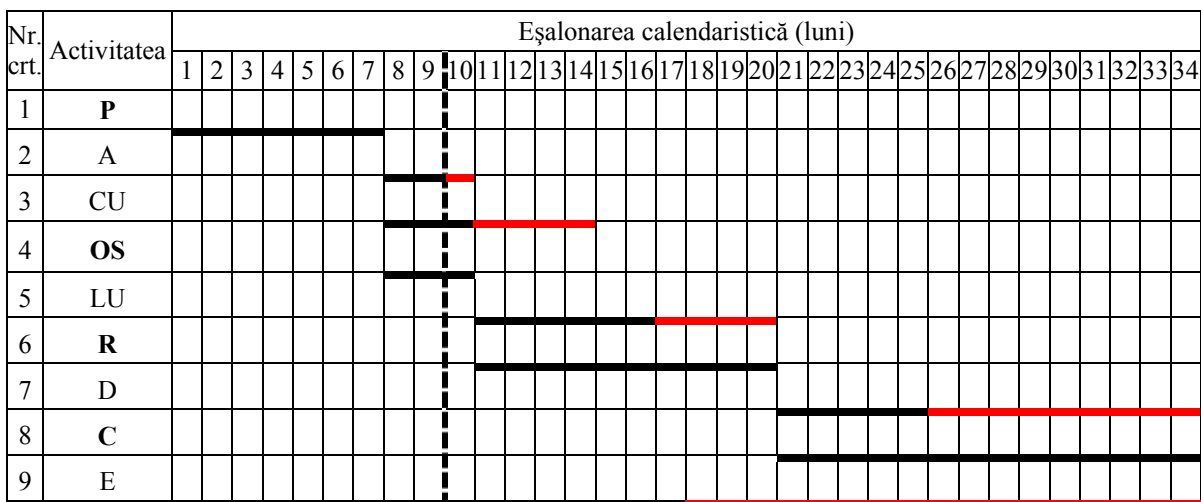 Nr. crt. Activitatea Eşalonarea calendaristică (luni)
1 2 3 4 5 6 7 8 9 10 11 12 13 14 15 16 17 18 19 20 21 22 23 24 25 26 27 28 29 30 31 32 33 34
1 P
2 A
3 CU
4 OS
5 LU
6 R
7 D
8 C
9 E